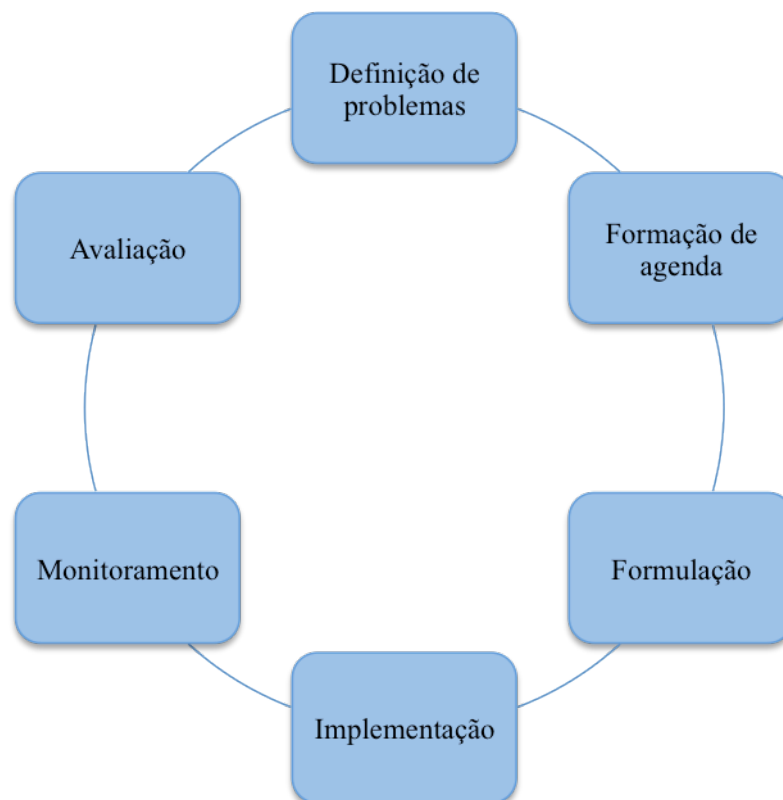 Definição de
problemas
Formação de
agenda
Formulação
Implementação
Monitoramento
Avaliação